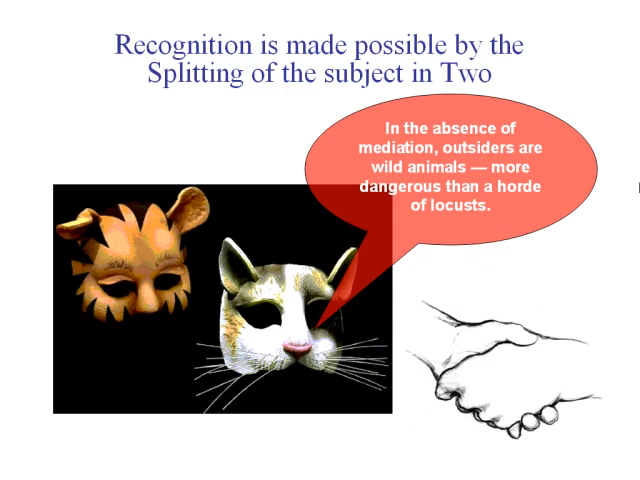 Recognition is made possible by the
Splitting of the subject in Two
In the absence of
mediation, outsiders are
wild animals — more
dangerous than a horde
of locusts.